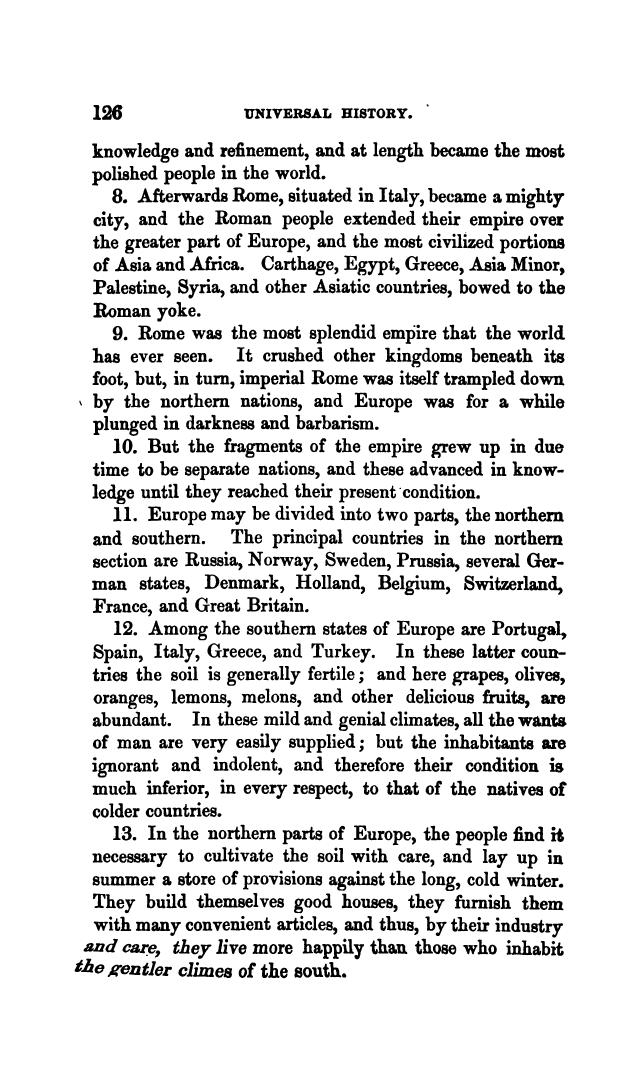 126 UNIVERSAL HISTORY.
knowledge and refinement, and at length became the most
polished people in the world.
8. Afterwards Rome, situated in Italy, became a mighty
city, and the Roman people extended their empire over
the greater part of Europe, and the most civilized portions
of Asia and Africa. Carthage, Egypt, Greece, Asia Minor,
Palestine, Syria, and other Asiatic countries, bowed to the
Roman yoke.
9. Rome was the most splendid empire that the world
has ever seen. It crushed other kingdoms beneath its
foot, but, in turn, imperial Rome was itself trampled down
by the northern nations, and Europe was for a while
plunged in darkness and barbarism.
10. But the fragments of the empire grew up in due
time to be separate nations, and these advanced in know-
ledge until they reached their present condition.
11. Europe may be divided into two parts, the northern
and southern. The principal countries in the northern
section are Russia, Norway, Sweden, Prussia, several Ger-
man states, Denmark, Holland, Belgium, Switzerland,
France, and Great Britain.
12. Among the southern states of Europe are Portugal,
Spain, Italy, Greece, and Turkey. In these latter coun-
tries the soil is generally fertile; and here grapes, olives,
oranges, lemons, melons, and other delicious fruits, are
abundant. In these mild and genial climates, all the wants
of man are very easily supplied; but the inhabitants are
ignorant and indolent, and therefore their condition is
much inferior, in every respect, to that of the natives of
colder countries.
13. In the northern parts of Europe, the people find it
necessary to cultivate the soil with care, and lay up in
summer a store of provisions against the long, cold winter.
They build themselves good houses, they furnish them
with many convenient articles, and thus, by their industry
and care, they live more happily than those who inhabit
the gentler climes of the south.